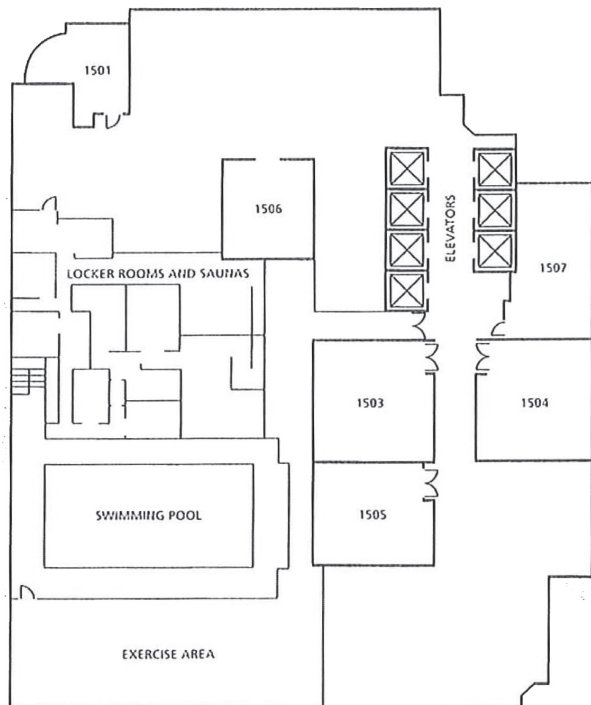 1501
1506
ELEVATORS
1507
LOCKER ROOMS AND SAUNAS
1503
1504
SWIMMING POOL
1505
EXERCISE AREA